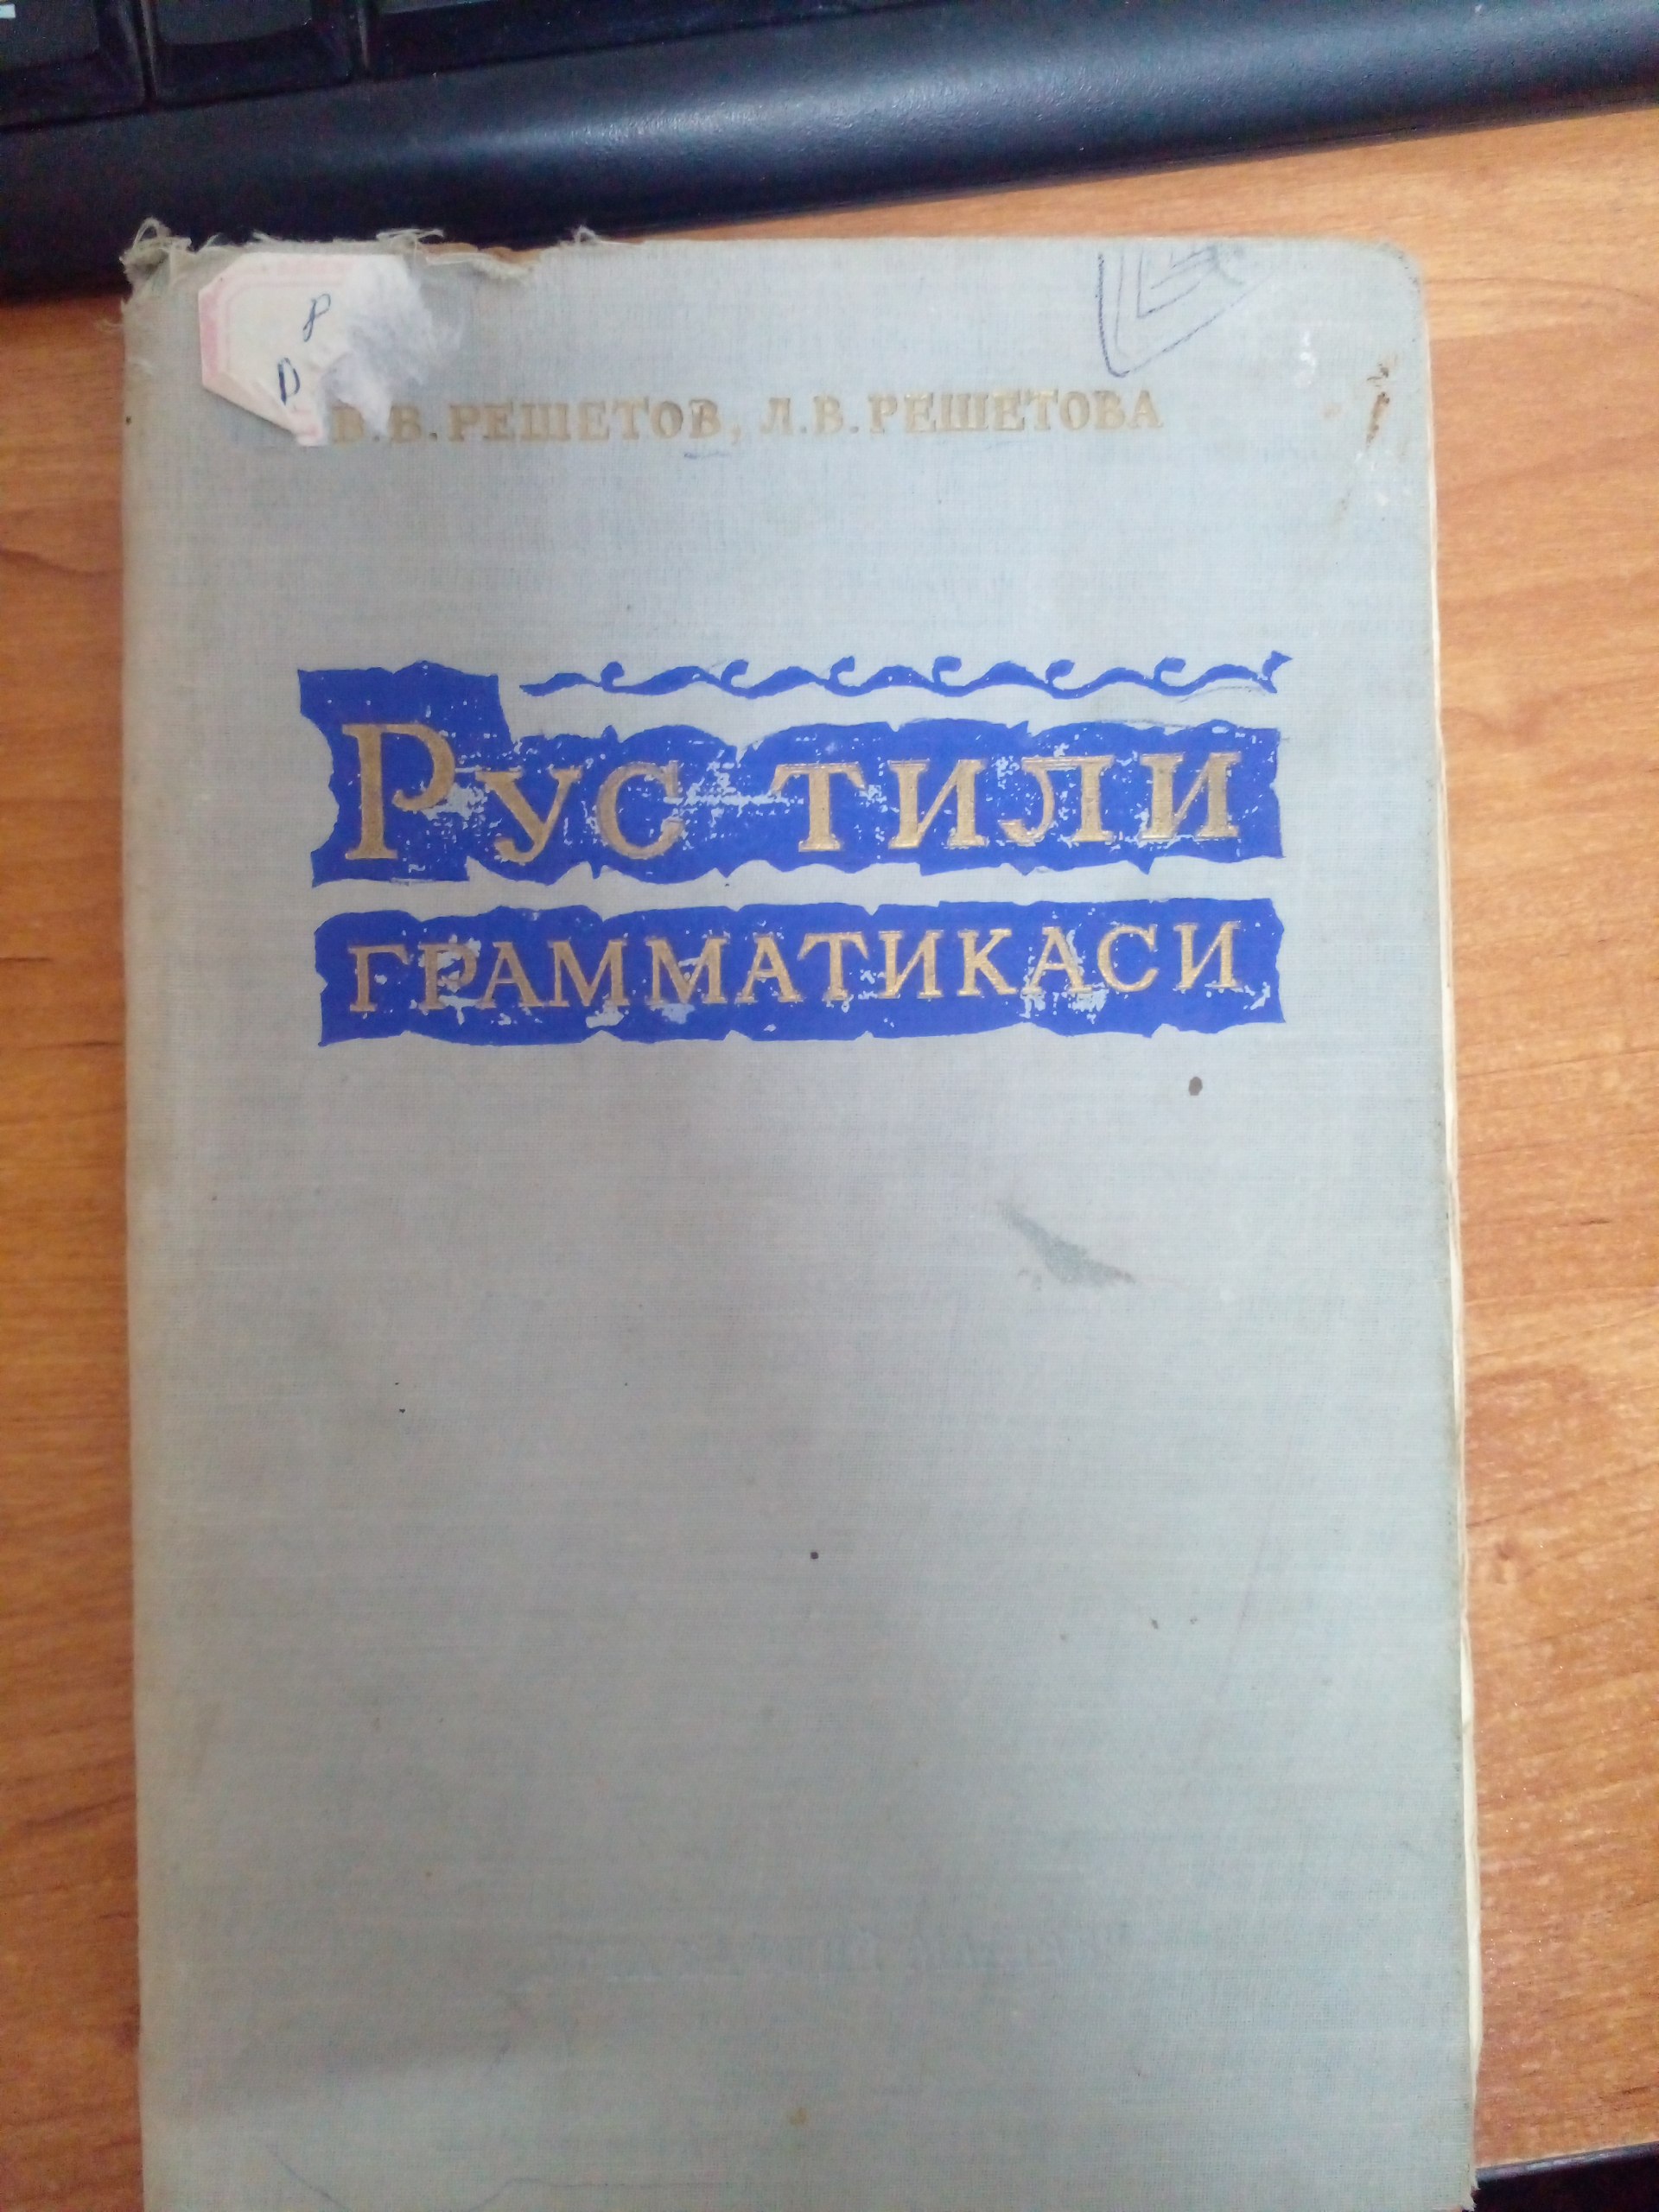 Р
D
В.В.РЕШЕТОВ, Л.В.РЕШЕТОВА
РУС ТИЛИ
ГРАММАТИКАСИ